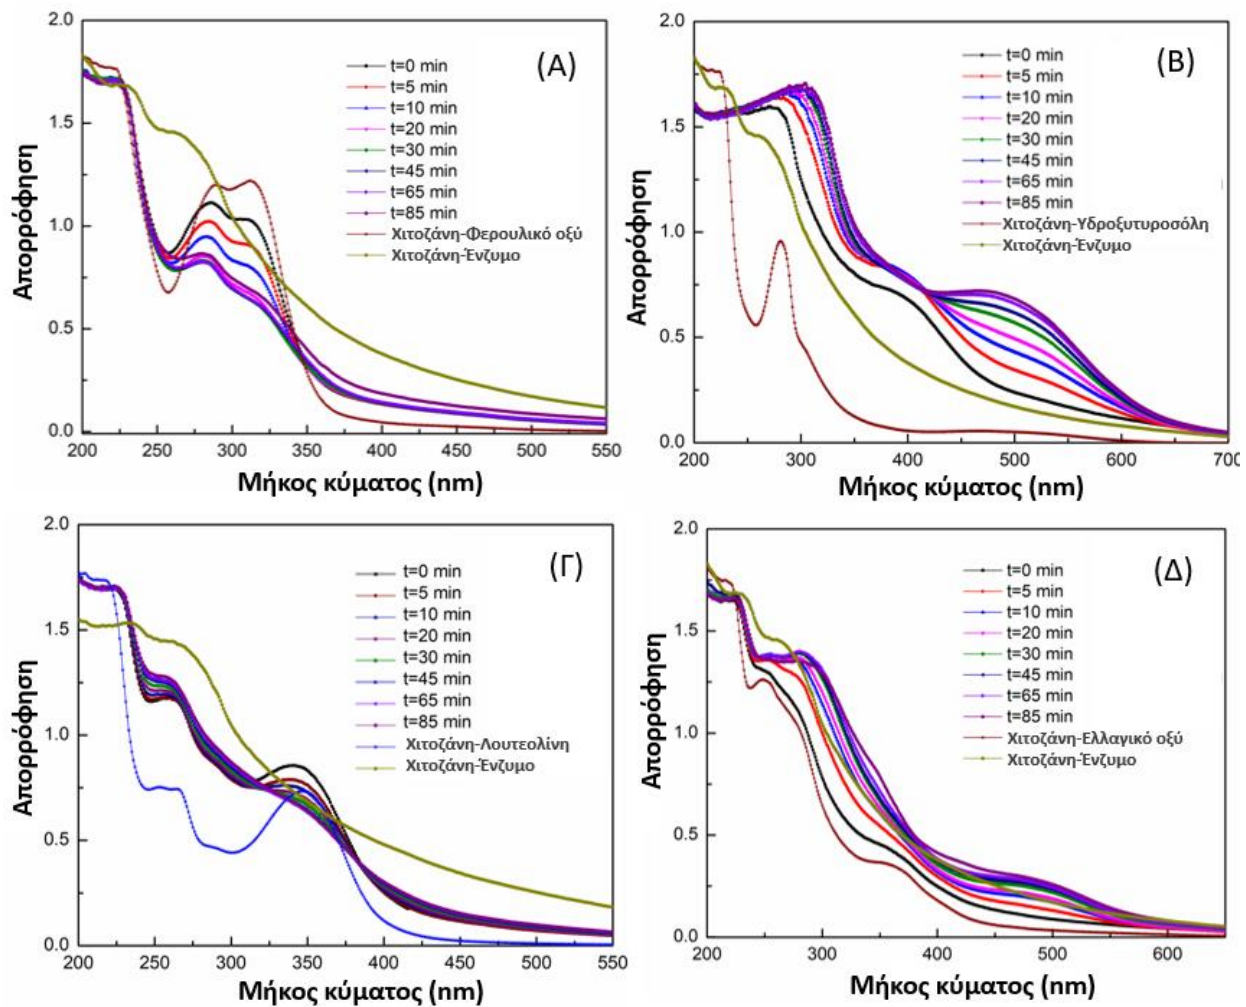 (Α)
Απορρόφηση
2.0
1.5
1.0
0.5
0.0
t=0 min
t=5 min
t=10 min
t=20 min
t=30 min
t=45 min
t=65 min
t=85 min
Χιτοζάνη-Φερουλικό οξύ
Χιτοζάνη-Ένζυμο
200 250 300 350 400 450 500 550
Μήκος κύματος (nm)
(Β)
Απορρόφηση
2.0
1.5
1.0
0.5
0.0
t=0 min
t=5 min
t=10 min
t=20 min
t=30 min
t=45 min
t=65 min
t=85 min
Χιτοζάνη-Υδροξυτυροσόλη
Χιτοζάνη-Ένζυμο
200 300 400 500 600 700
Μήκος κύματος (nm)
(Γ)
Απορρόφηση
2.0
1.5
1.0
0.5
0.0
t=0 min
t=5 min
t=10 min
t=20 min
t=30 min
t=45 min
t=65 min
t=85 min
Χιτοζάνη-Λουτεολίνη
Χιτοζάνη-Ένζυμο
200 250 300 350 400 450 500 550
Μήκος κύματος (nm)
(Δ)
Απορρόφηση
2.0
1.5
1.0
0.5
0.0
t=0 min
t=5 min
t=10 min
t=20 min
t=30 min
t=45 min
t=65 min
t=85 min
Χιτοζάνη-Ελλαγικό οξύ
Χιτοζάνη-Ένζυμο
200 300 400 500 600
Μήκος κύματος (nm)